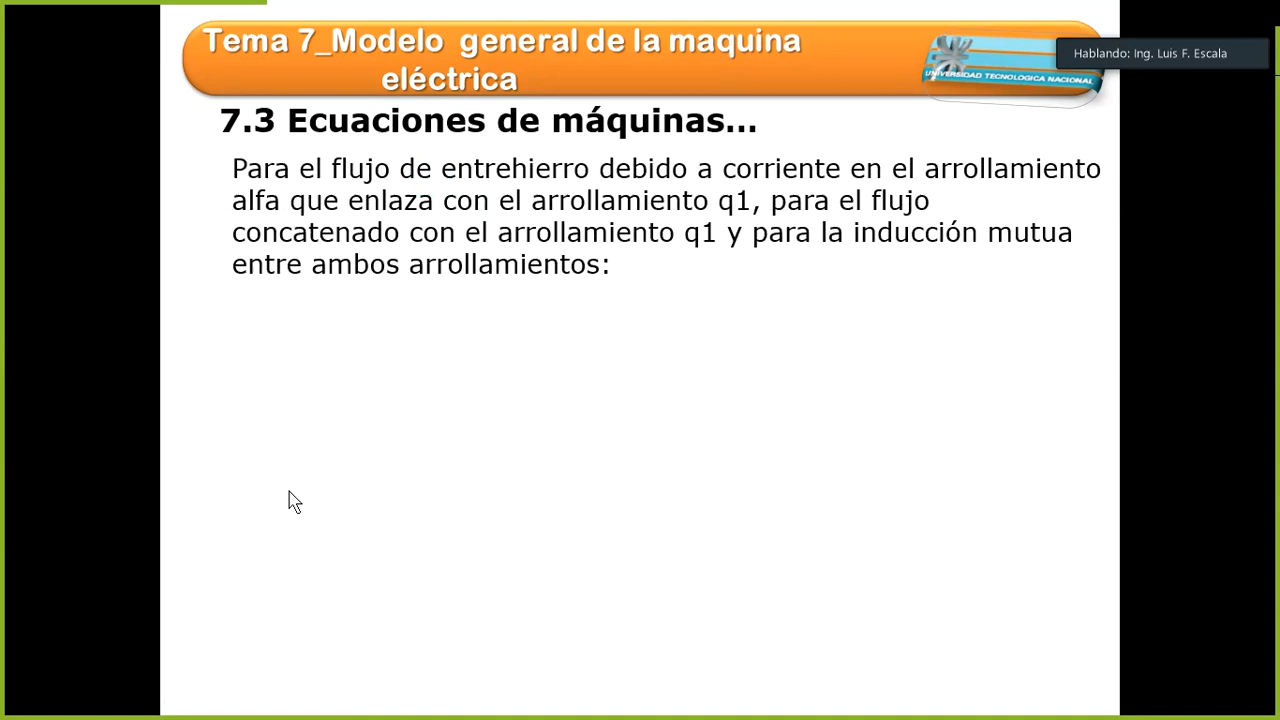 Tema 7_Modelo general de la maquina
eléctrica
UNIVERSIDAD TECNOLOGICA NACIONAL
Hablando: Ing. Luis F. Escala
7.3 Ecuaciones de máquinas...
Para el flujo de entrehierro debido a corriente en el arrollamiento
alfa que enlaza con el arrollamiento q1, para el flujo
concatenado con el arrollamiento q1 y para la inducción mutua
entre ambos arrollamientos: